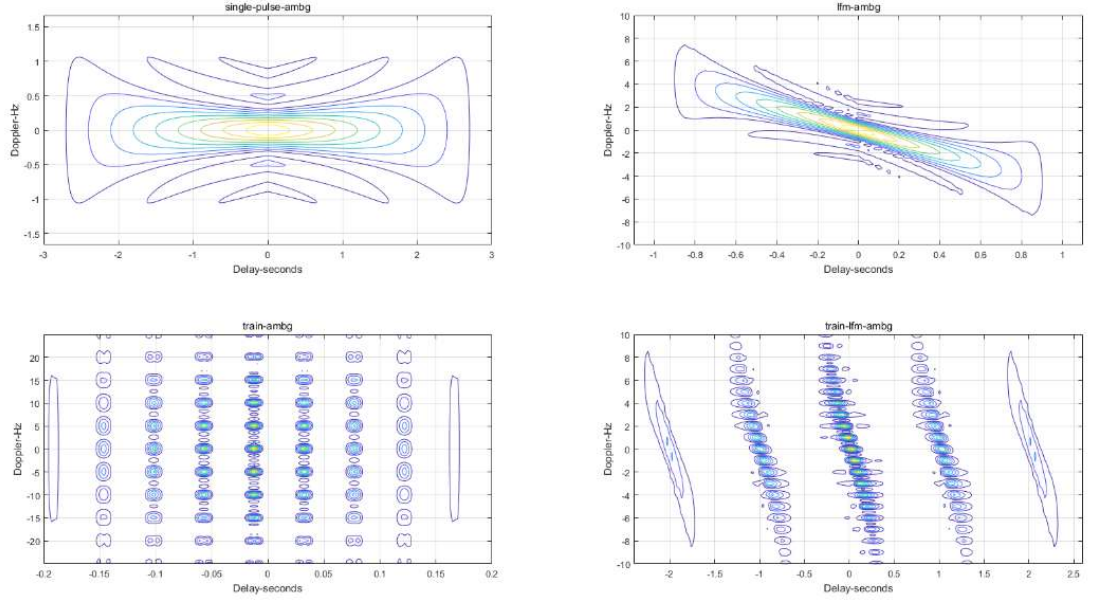 single-pulse-ambg
1.5
1
0.5
0
-0.5
-1
-1.5
Doppler-Hz
-3 -2 -1 0 1 2 3
Delay-seconds
lfm-ambg
10
8
6
4
2
0
-2
-4
-6
-8
-10
Doppler-Hz
-1 -0.8 -0.6 -0.4 -0.2 0 0.2 0.4 0.6 0.8 1
Delay-seconds
train-ambg
20
15
10
5
0
-5
-10
-15
-20
Doppler-Hz
-0.2 -0.15 -0.1 -0.05 0 0.05 0.1 0.15 0.2
Delay-seconds
train-lfm-ambg
10
8
6
4
2
0
-2
-4
-6
-8
-10
Doppler-Hz
-2 -1.5 -1 -0.5 0 0.5 1 1.5 2 2.5
Delay-seconds